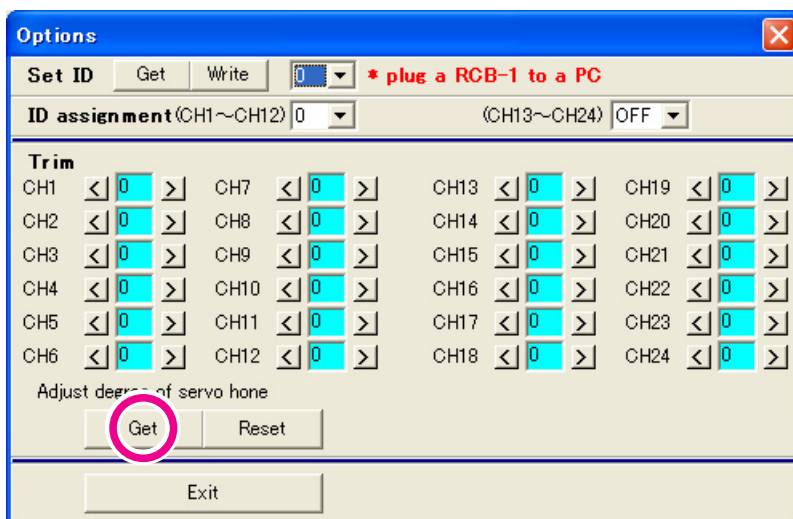 Options
Set ID Get Write 0 * plug a RCB-1 to a PC
ID assignment(CH1~CH12) 0 (CH13~CH24) OFF
Trim
CH1 < 0 > CH7 < 0 > CH13 < 0 > CH19 < 0 >
CH2 < 0 > CH8 < 0 > CH14 < 0 > CH20 < 0 >
CH3 < 0 > CH9 < 0 > CH15 < 0 > CH21 < 0 >
CH4 < 0 > CH10 < 0 > CH16 < 0 > CH22 < 0 >
CH5 < 0 > CH11 < 0 > CH17 < 0 > CH23 < 0 >
CH6 < 0 > CH12 < 0 > CH18 < 0 > CH24 < 0 >
Adjust degree of servo hone
Get Reset
Exit